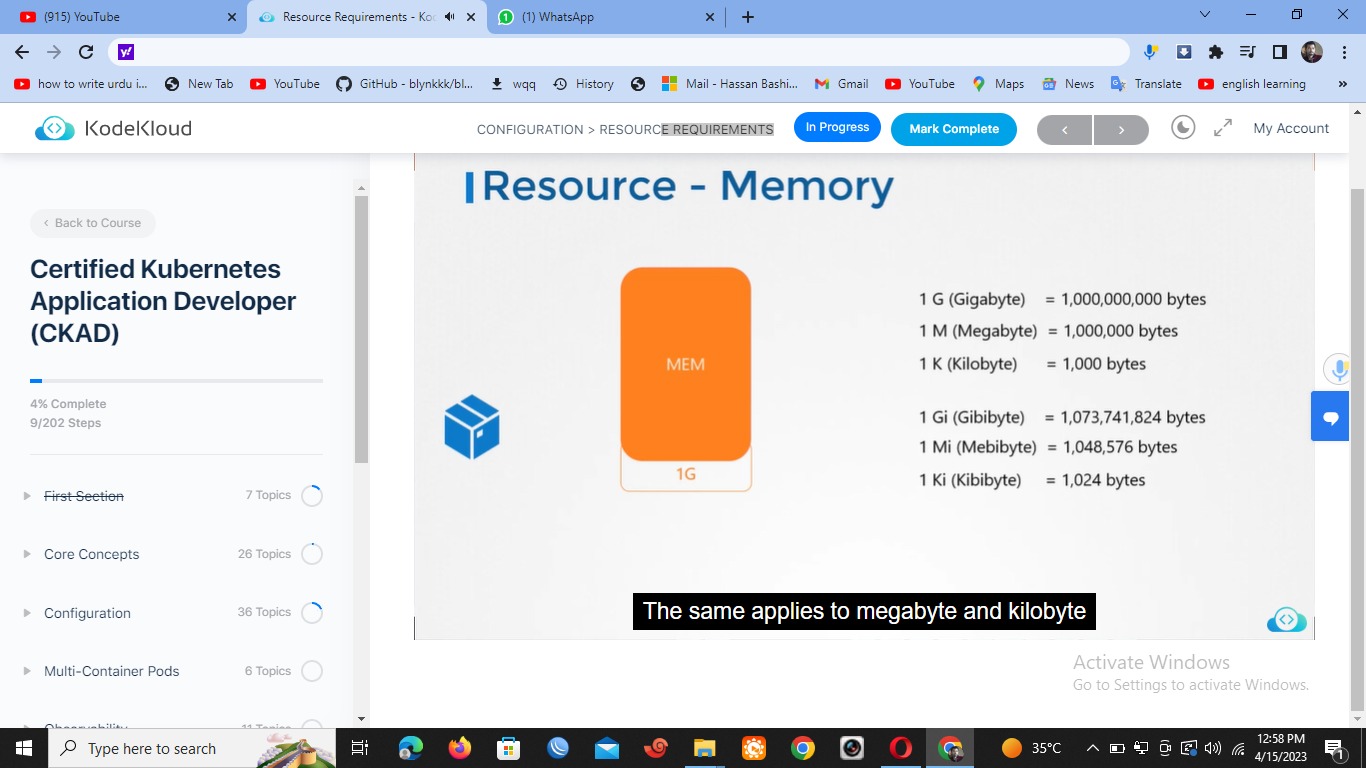 (915) YouTube
Resource Requirements - Ko
(1) WhatsApp
how to write urdu i...
New Tab
YouTube
GitHub - blynkkk/bl...
wqq
History
Mail - Hassan Bashi...
Gmail
YouTube
Maps
News
Translate
english learning
»
KodeKloud
CONFIGURATION > RESOURCE REQUIREMENTS
In Progress
Mark Complete
My Account
Back to Course
Certified Kubernetes
Application Developer
(CKAD)
4% Complete
9/202 Steps
First Section
7 Topics
Core Concepts
26 Topics
Configuration
36 Topics
Multi-Container Pods
6 Topics
Observability
11 Topics
Resource - Memory
MEM
1G
1 G (Gigabyte) = 1,000,000,000 bytes
1 M (Megabyte) = 1,000,000 bytes
1 K (Kilobyte) = 1,000 bytes
1 Gi (Gibibyte) = 1,073,741,824 bytes
1 Mi (Mebibyte) = 1,048,576 bytes
1 Ki (Kibibyte) = 1,024 bytes
The same applies to megabyte and kilobyte
Activate Windows
Go to Settings to activate Windows.
Type here to search
35°C
12:58 PM
4/15/2023
1